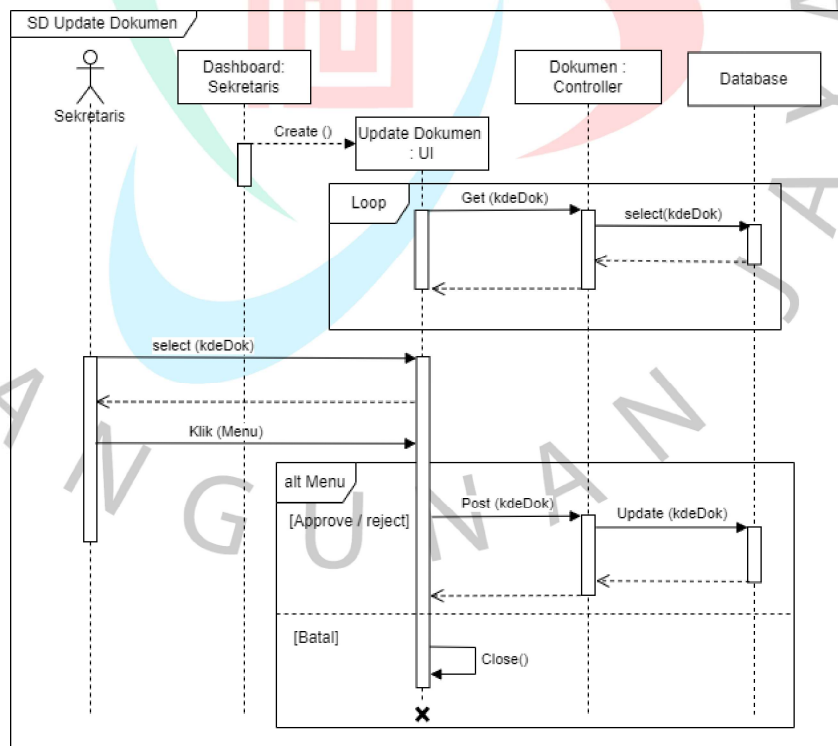 SD Update Dokumen
Sekretaris
Dashboard:
Sekretaris
Dokumen :
Controller
Database
Create ()
Update Dokumen
: UI
Loop
Get (kdeDok)
select(kdeDok)
select (kdeDok)
Klik (Menu)
alt Menu
[Approve / reject]
Post (kdeDok)
Update (kdeDok)
[Batal]
Close()
A N G U N A N J A Y